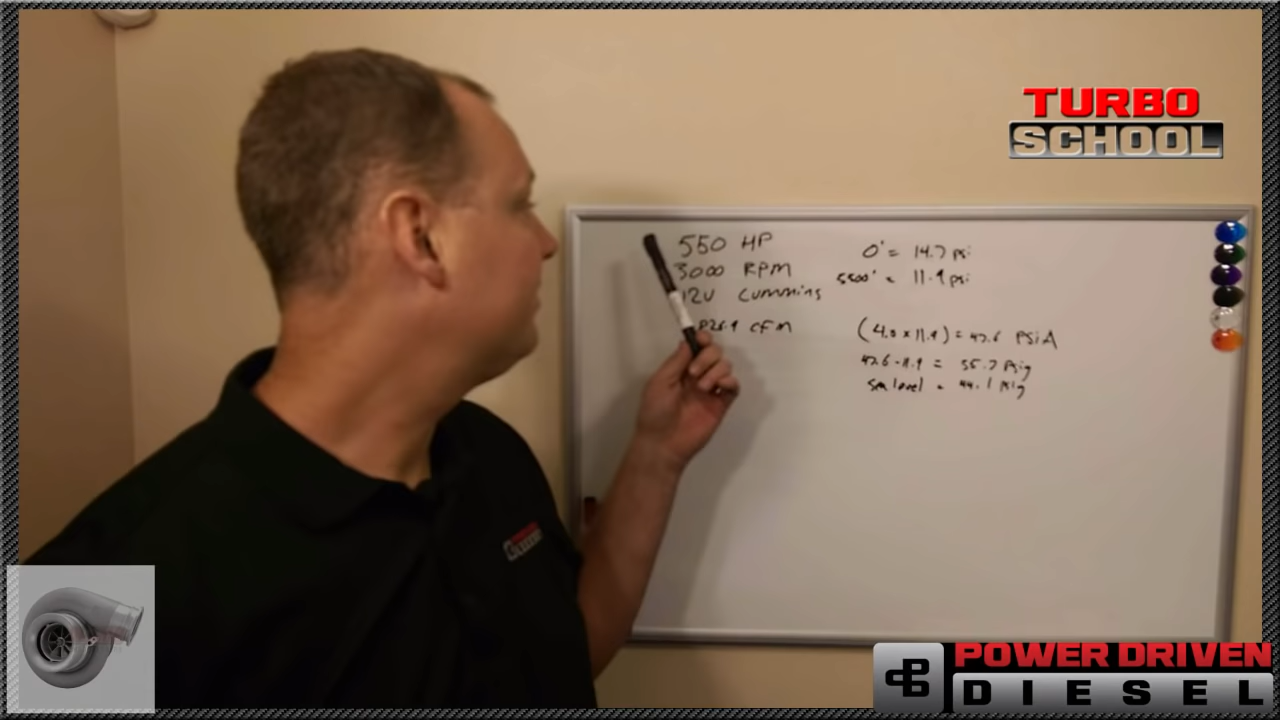 TURBO
SCHOOL
550 HP
3000 RPM
12V Cummins
CFM
0' = 14.7 psi
5500' = 11.9 psi
(4.0 x 11.9) = 47.6 PSiA
47.6 - 11.9 = 35.7 Psig
Sea level = 44.1 psig
POWER DRIVEN
DIESEL